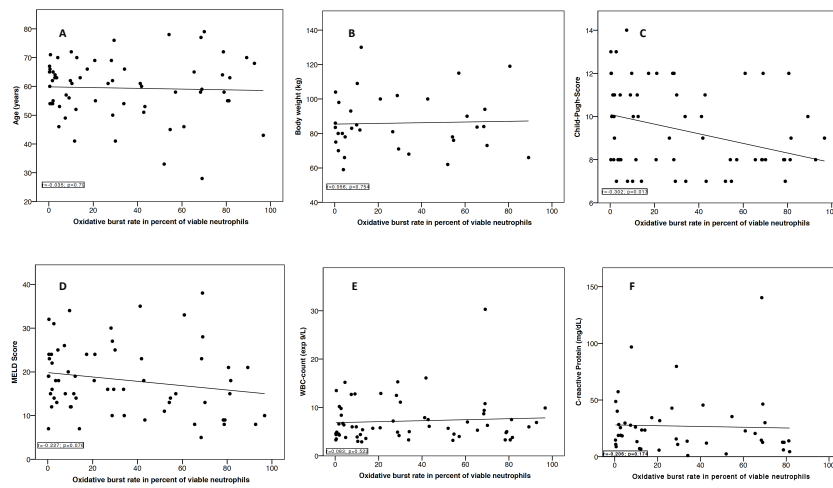 A
80
70
60
50
40
30
20
Age (years)
r=-0.035; p=0.78
0 20 40 60 80 100
Oxidative burst rate in percent of viable neutrophils
B
140
120
100
80
60
40
Body weight (kg)
r=0.056; p=0.754
0 20 40 60 80 100
Oxidative burst rate in percent of viable neutrophils
C
14
12
10
8
6
Child-Pugh-Score
r=-0.302; p=0.017
0 20 40 60 80 100
Oxidative burst rate in percent of viable neutrophils
D
40
30
20
10
0
MELD Score
r=-0.227; p=0.076
0 20 40 60 80 100
Oxidative burst rate in percent of viable neutrophils
E
30
20
10
0
WBC-count (exp 9/L)
r=0.083; p=0.523
0 20 40 60 80 100
Oxidative burst rate in percent of viable neutrophils
F
150
100
50
0
C-reactive Protein (mg/dL)
r=-0.206; p=0.174
0 20 40 60 80 100
Oxidative burst rate in percent of viable neutrophils